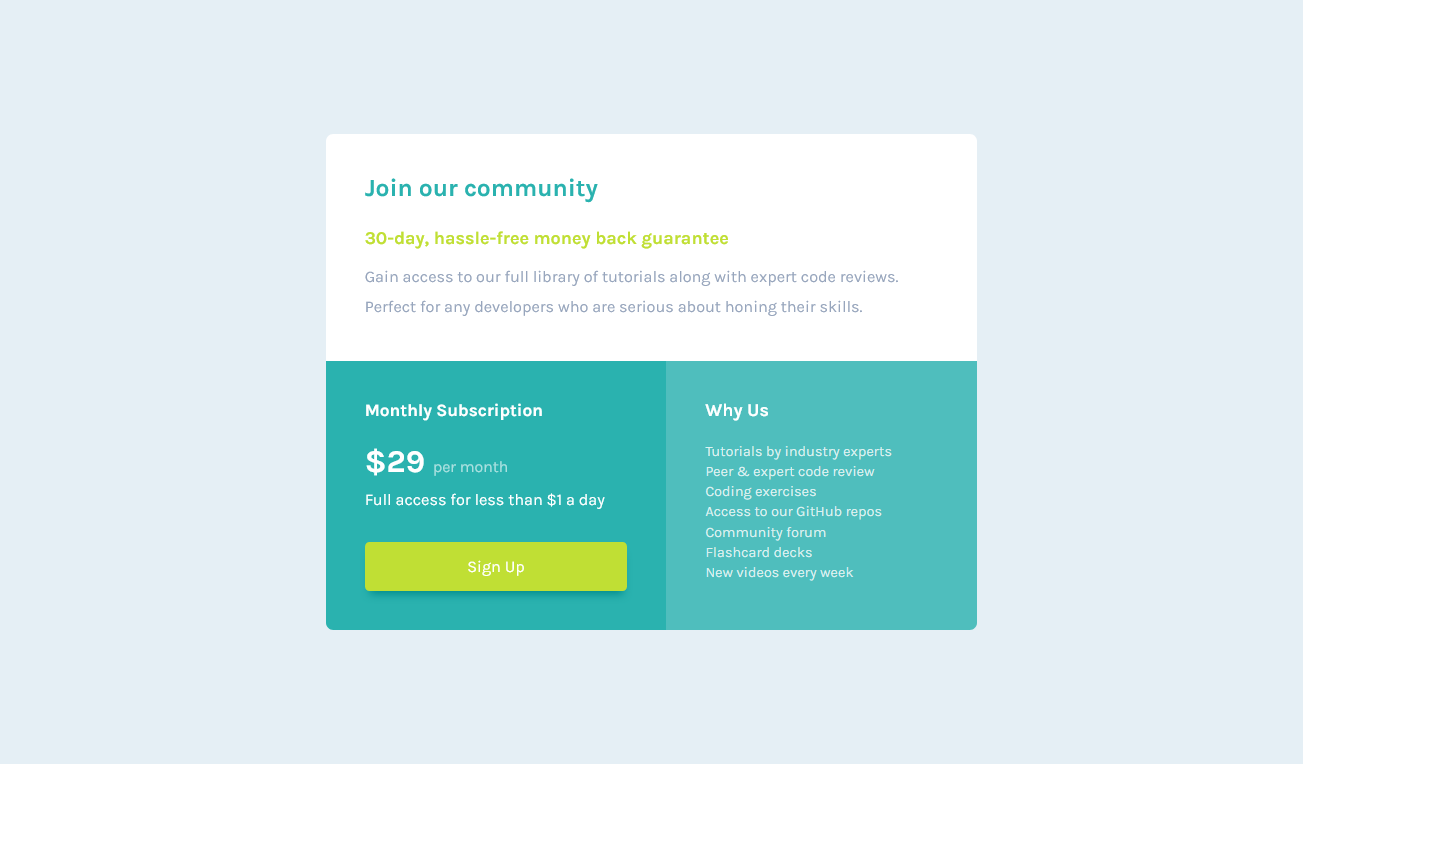 Join our community
30-day, hassle-free money back guarantee
Gain access to our full library of tutorials along with expert code reviews.
Perfect for any developers who are serious about honing their skills.
Monthly Subscription
$29 per month
Full access for less than $1 a day
Sign Up
Why Us
Tutorials by industry experts
Peer & expert code review
Coding exercises
Access to our GitHub repos
Community forum
Flashcard decks
New videos every week